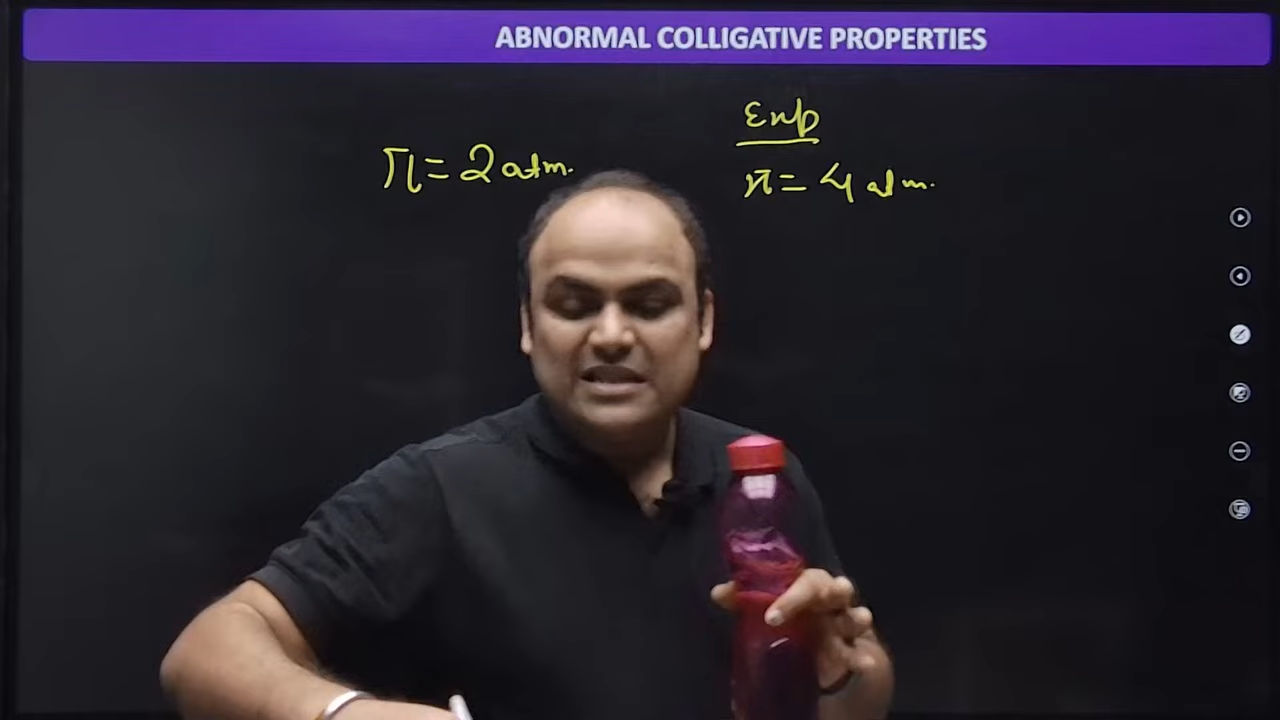 ABNORMAL COLLIGATIVE PROPERTIES
Exp
π = 2 atm.
π = 4 atm.